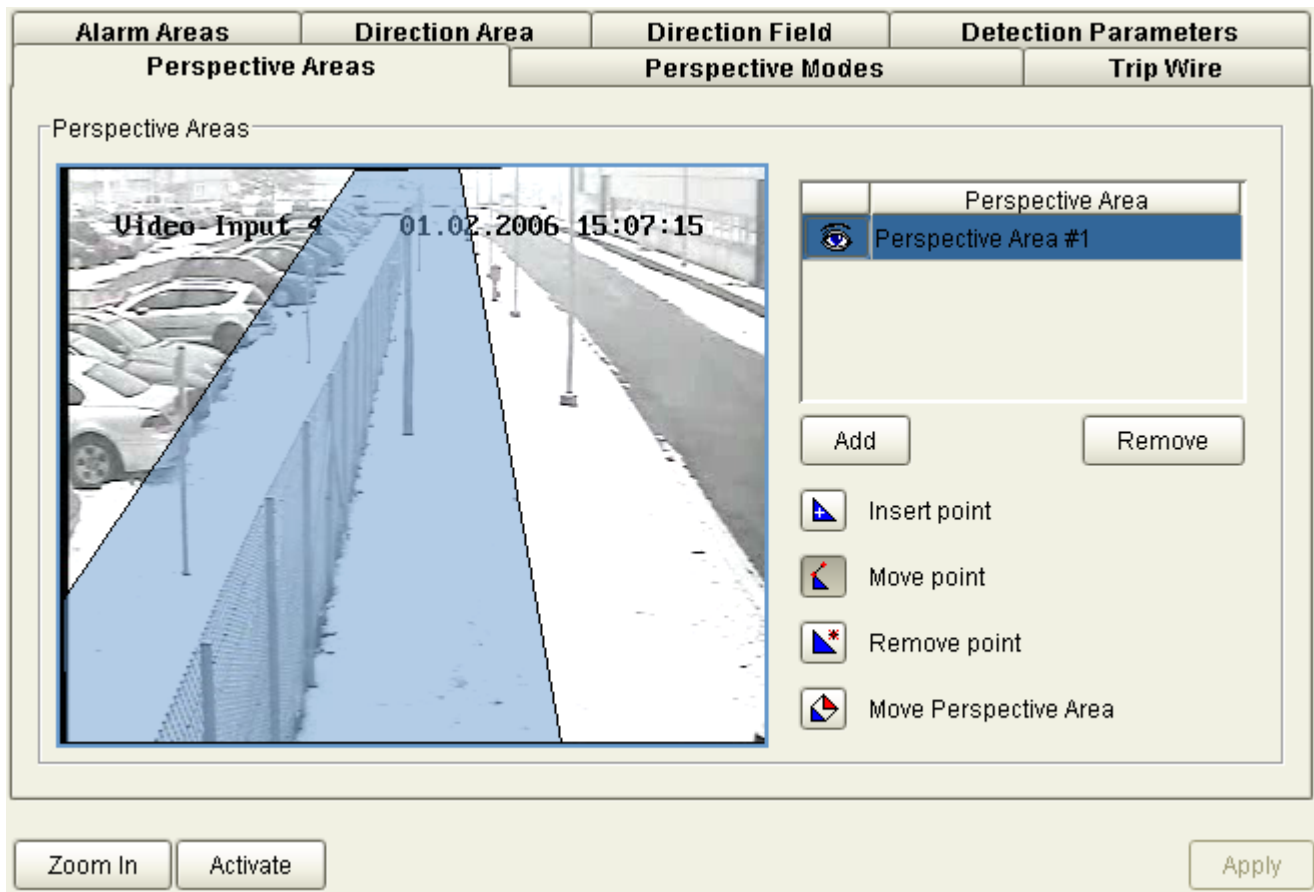 Alarm Areas Direction Area Direction Field Detection Parameters
Perspective Areas Perspective Modes Trip Wire
Perspective Areas
Video Input 4 01.02.2006 15:07:15
Perspective Area
Perspective Area #1
Add Remove
Insert point
Move point
Remove point
Move Perspective Area
Zoom In Activate Apply